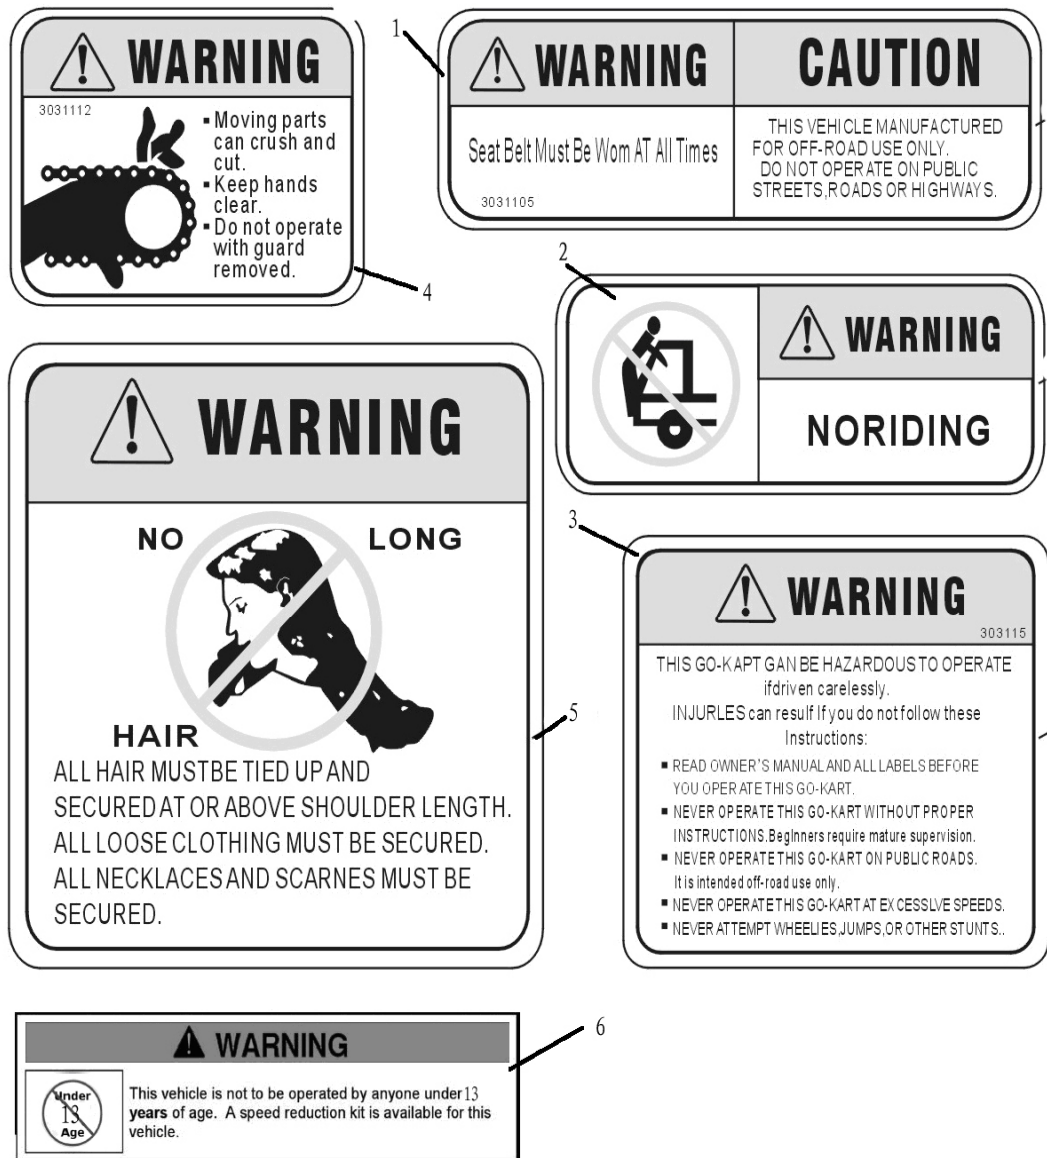 WARNING
3031112
▪ Moving parts
can crush and
cut.
▪ Keep hands
clear.
▪ Do not operate
with guard
removed.
4
1
WARNING
Seat Belt Must Be Wom AT All Times
3031105
CAUTION
THIS VEHICLE MANUFACTURED
FOR OFF-ROAD USE ONLY.
DO NOT OPERATE ON PUBLIC
STREETS,ROADS OR HIGHWAYS.
2
WARNING
NORIDING
WARNING
NO LONG
HAIR
ALL HAIR MUSTBE TIED UP AND
SECURED AT OR ABOVE SHOULDER LENGTH.
ALL LOOSE CLOTHING MUST BE SECURED.
ALL NECKLACES AND SCARNES MUST BE
SECURED.
5
3
WARNING
303115
THIS GO-KAPT GAN BE HAZARDOUS TO OPERATE
ifdriven carelessly.
INJURLES can resulf If you do not follow these
Instructions:
▪ READ OWNER'S MANUAL AND ALL LABELS BEFORE
YOU OPERATE THIS GO-KART.
▪ NEVER OPERATE THIS GO-KART WITHOUT PROPER
INSTRUCTIONS.Beglnners require mature supervision.
▪ NEVER OPERATE THIS GO-KART ON PUBLIC ROADS.
It is intended off-road use only.
▪ NEVER OPERATE THIS GO-KART AT EXCESSLVE SPEEDS.
▪ NEVER ATTEMPT WHEELIES,JUMPS,OR OTHER STUNTS..
6
WARNING
Under
13
Age
This vehicle is not to be operated by anyone under 13
years of age. A speed reduction kit is available for this
vehicle.